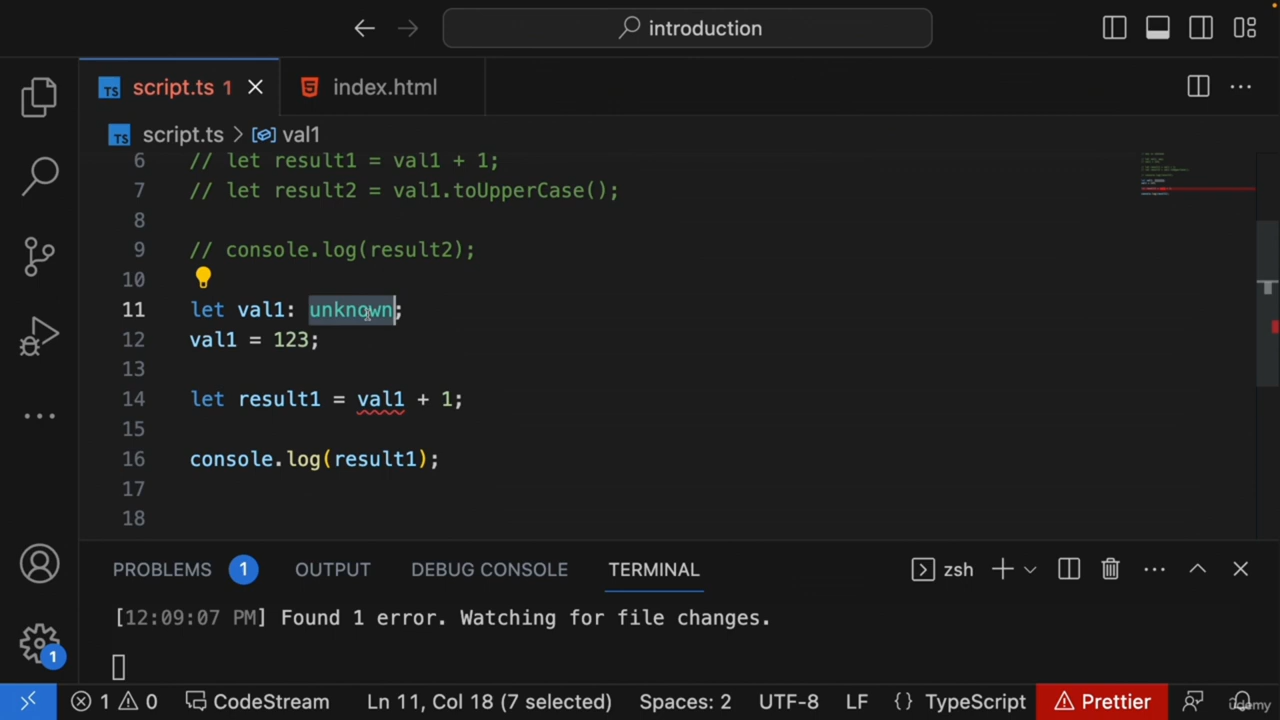 introduction
script.ts 1
index.html
script.ts > val1
6 // let result1 = val1 + 1;
7 // let result2 = val1.toUpperCase();
8
9 // console.log(result2);
10
11 let val1: unknown;
12 val1 = 123;
13
14 let result1 = val1 + 1;
15
16 console.log(result1);
17
18
PROBLEMS 1 OUTPUT DEBUG CONSOLE TERMINAL zsh
[12:09:07 PM] Found 1 error. Watching for file changes.
1
1 0 CodeStream Ln 11, Col 18 (7 selected) Spaces: 2 UTF-8 LF {} TypeScript Prettier
udemy